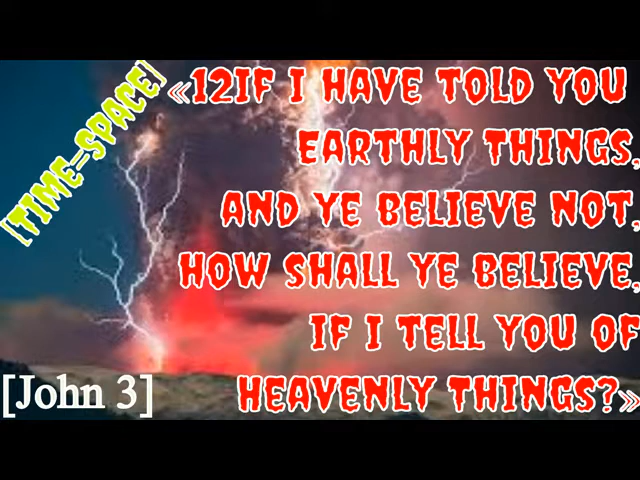 [TIME=SPACE]
«12IF I HAVE TOLD YOU
EARTHLY THINGS,
AND YE BELIEVE NOT,
HOW SHALL YE BELIEVE,
IF I TELL YOU OF
HEAVENLY THINGS?»
[John 3]